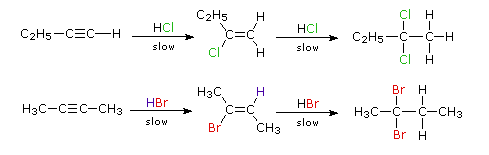 C₂H₅–C≡C–H
HCl
slow
C₂H₅ H
C=C
Cl H
HCl
slow
Cl H
C₂H₅–C–C–H
Cl H
H₃C–C≡C–CH₃
HBr
slow
H₃C H
C=C
Br CH₃
HBr
slow
Br H
H₃C–C–C–CH₃
Br H